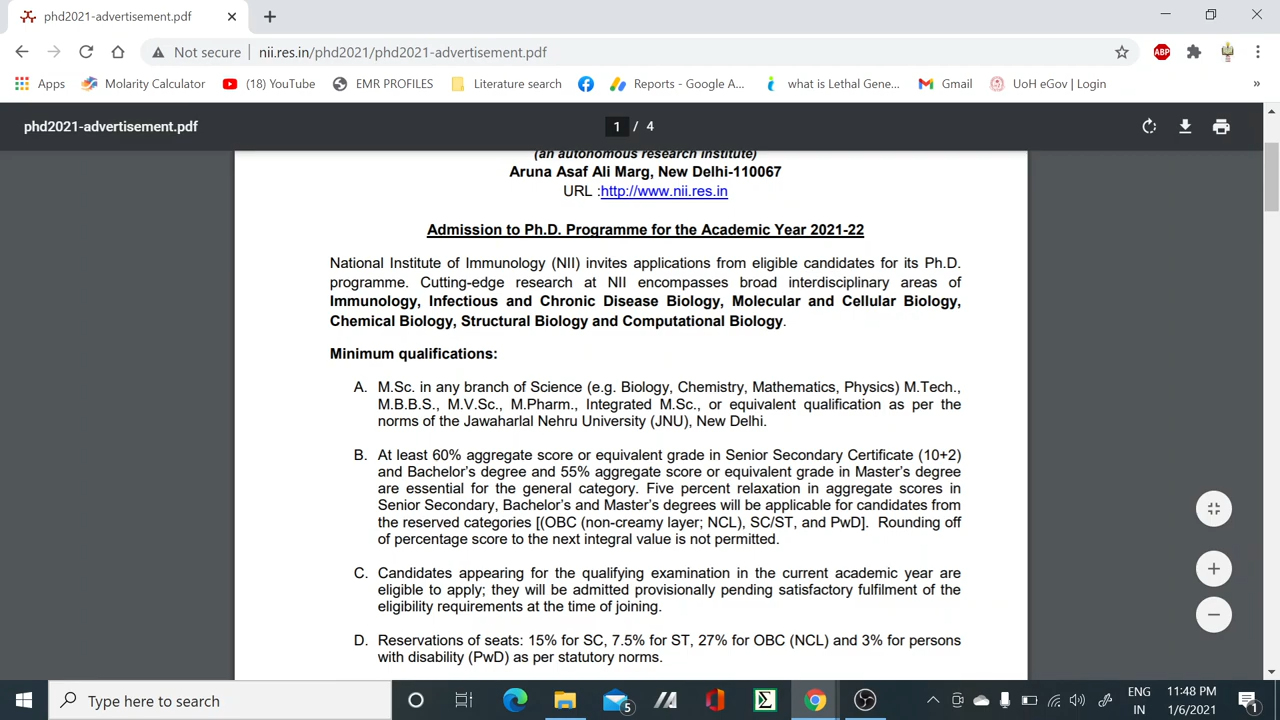 phd2021-advertisement.pdf
Not secure nii.res.in/phd2021/phd2021-advertisement.pdf ABP
Apps Molarity Calculator (18) YouTube EMR PROFILES Literature search Reports - Google A... what is Lethal Gene... Gmail UoH eGov | Login »
phd2021-advertisement.pdf 1 / 4
(an autonomous research institute)
Aruna Asaf Ali Marg, New Delhi-110067
URL :http://www.nii.res.in
Admission to Ph.D. Programme for the Academic Year 2021-22
National Institute of Immunology (NII) invites applications from eligible candidates for its Ph.D.
programme. Cutting-edge research at NII encompasses broad interdisciplinary areas of
Immunology, Infectious and Chronic Disease Biology, Molecular and Cellular Biology,
Chemical Biology, Structural Biology and Computational Biology.
Minimum qualifications:
A. M.Sc. in any branch of Science (e.g. Biology, Chemistry, Mathematics, Physics) M.Tech.,
M.B.B.S., M.V.Sc., M.Pharm., Integrated M.Sc., or equivalent qualification as per the
norms of the Jawaharlal Nehru University (JNU), New Delhi.
B. At least 60% aggregate score or equivalent grade in Senior Secondary Certificate (10+2)
and Bachelor's degree and 55% aggregate score or equivalent grade in Master's degree
are essential for the general category. Five percent relaxation in aggregate scores in
Senior Secondary, Bachelor's and Master's degrees will be applicable for candidates from
the reserved categories [(OBC (non-creamy layer; NCL), SC/ST, and PwD]. Rounding off
of percentage score to the next integral value is not permitted.
C. Candidates appearing for the qualifying examination in the current academic year are
eligible to apply; they will be admitted provisionally pending satisfactory fulfilment of the
eligibility requirements at the time of joining.
D. Reservations of seats: 15% for SC, 7.5% for ST, 27% for OBC (NCL) and 3% for persons
with disability (PwD) as per statutory norms.
Type here to search 5 ENG 11:48 PM
IN 1/6/2021 1